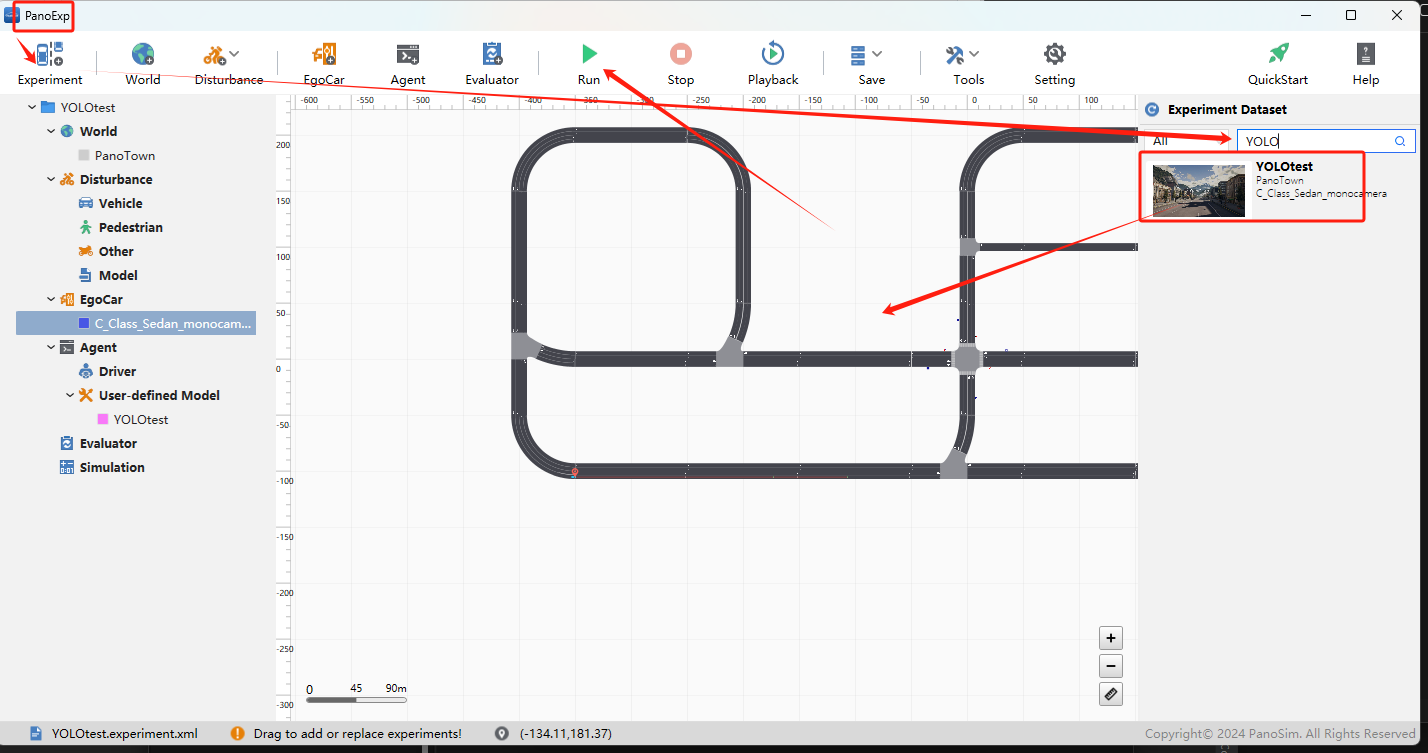 PanoExp
Experiment
World
Disturbance
EgoCar
Agent
Evaluator
Run
Stop
Playback
Save
Tools
Setting
QuickStart
Help
YOLOtest
World
PanoTown
Disturbance
Vehicle
Pedestrian
Other
Model
EgoCar
C_Class_Sedan_monocam...
Agent
Driver
User-defined Model
YOLOtest
Evaluator
Simulation
-600 -500 -450 -400 -350 -250 -200 -150 -100 -50 0 50 100
200
150
100
50
0
-50
-100
-150
-200
-250
-300
0 45 90m
+
−
Experiment Dataset
All
YOLO
YOLOtest
PanoTown
C_Class_Sedan_monocamera
YOLOtest.experiment.xml
Drag to add or replace experiments!
(-134.11,181.37)
Copyright© 2024 PanoSim. All Rights Reserved